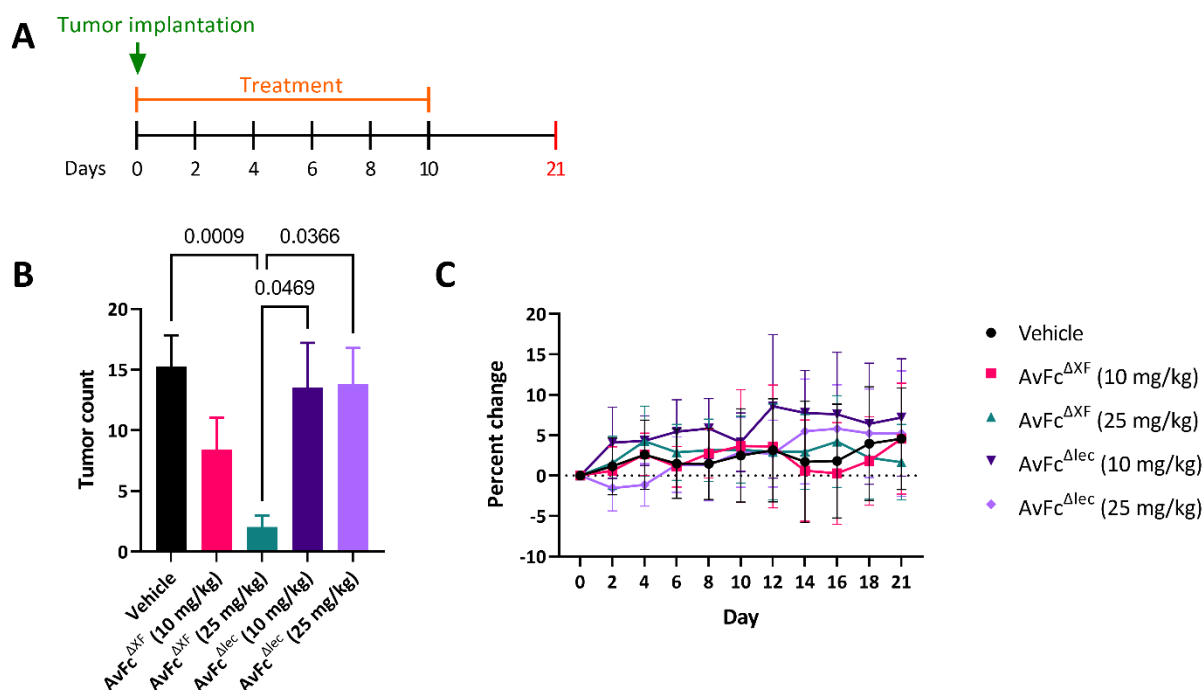 A
Tumor implantation
Treatment
Days
0 2 4 6 8 10 21
B
0.0009
0.0366
0.0469
Tumor count
20
15
10
5
0
Vehicle
AvFc^ΔXF (10 mg/kg)
AvFc^ΔXF (25 mg/kg)
AvFc^Δlec (10 mg/kg)
AvFc^Δlec (25 mg/kg)
C
Percent change
20
15
10
5
0
-5
-10
0 2 4 6 8 10 12 14 16 18 21
Day
Vehicle
AvFc^ΔXF (10 mg/kg)
AvFc^ΔXF (25 mg/kg)
AvFc^Δlec (10 mg/kg)
AvFc^Δlec (25 mg/kg)